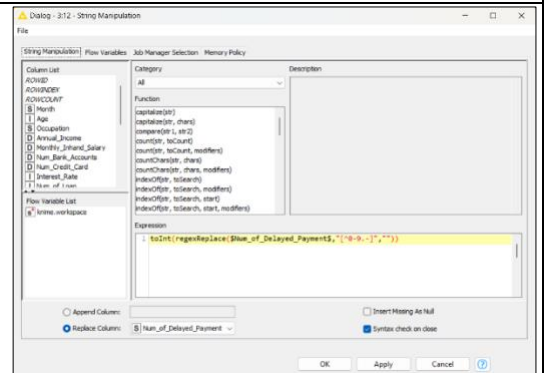 Dialog - 3:12 - String Manipulation
File
String Manipulation Flow Variables Job Manager Selection Memory Policy
Column List
ROWID
ROWINDEX
ROWCOUNT
S Month
I Age
S Occupation
D Annual_Income
D Monthly_Inhand_Salary
D Num_Bank_Accounts
D Num_Credit_Card
I Interest_Rate
I Num_of_Loan
Flow Variable List
s knime.workspace
Category
All
Function
capitalize(str)
capitalize(str, chars)
compare(str1, str2)
count(str, toCount)
count(str, toCount, modifiers)
countChars(str, chars)
countChars(str, chars, modifiers)
indexOf(str, toSearch)
indexOf(str, toSearch, modifiers)
indexOf(str, toSearch, start)
indexOf(str, toSearch, start, modifiers)
Description
Expression
1 toInt(regexReplace($Num_of_Delayed_Payment$,"[^0-9.-]",""))
Append Column:
Insert Missing As Null
Replace Column: S Num_of_Delayed_Payment
Syntax check on close
OK Apply Cancel ?